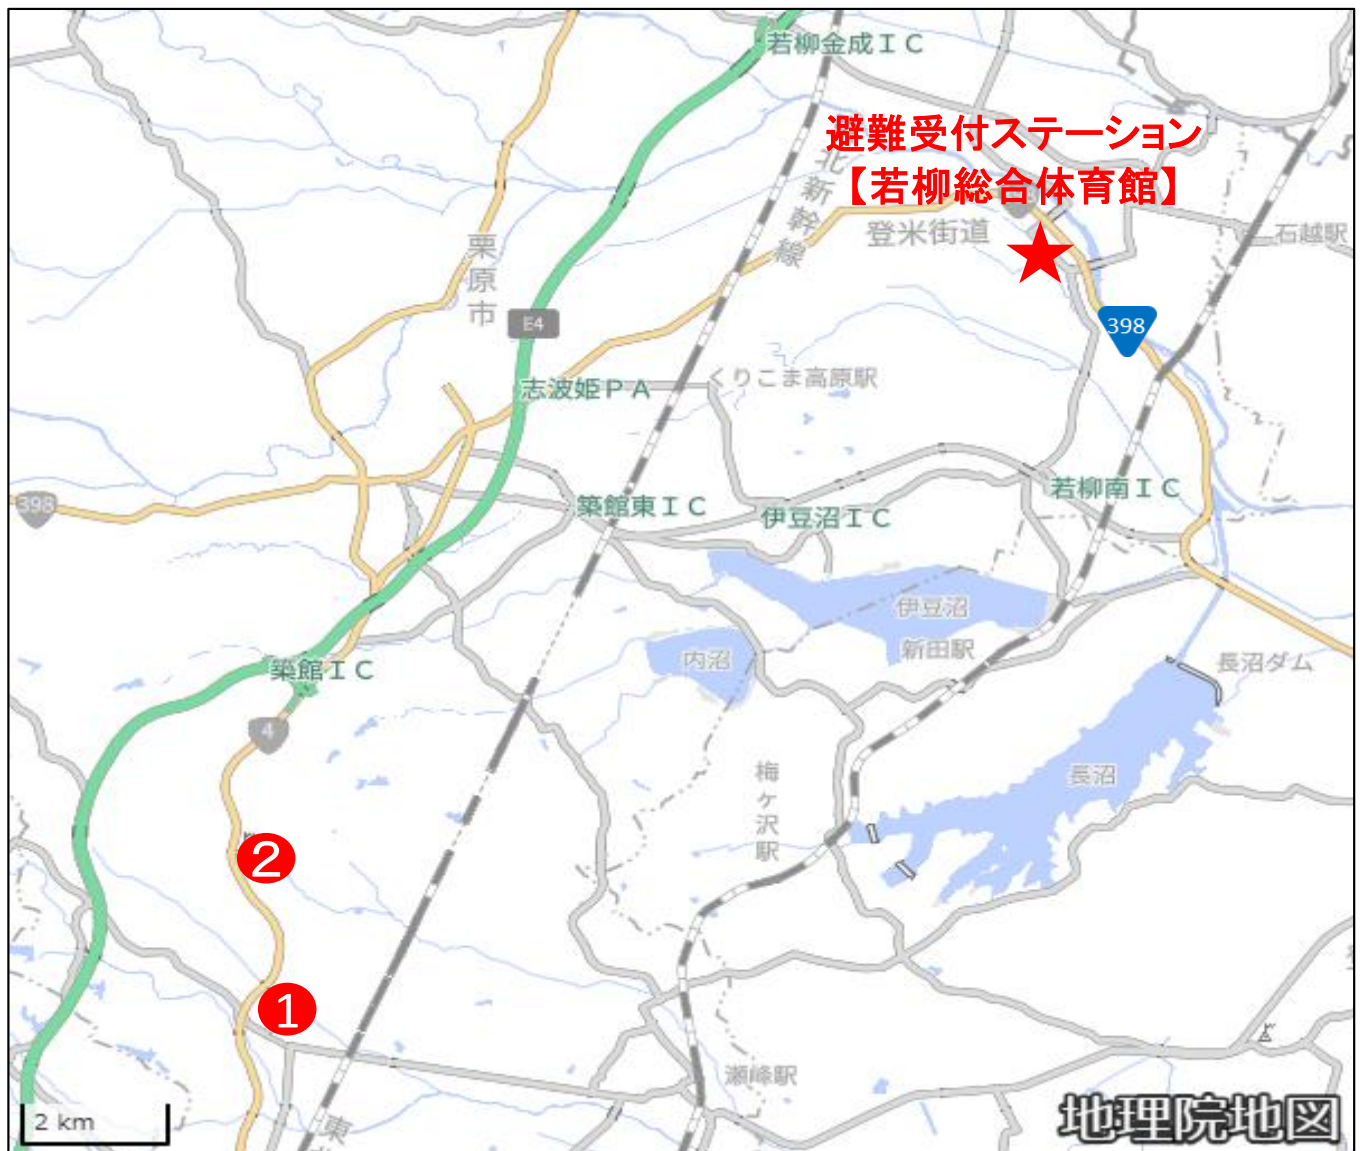 若柳金成ＩＣ
避難受付ステーション
【若柳総合体育館】
北新幹線
登米街道
石越駅
栗原市
E4
398
志波姫ＰＡ
くりこま高原駅
398
築館東ＩＣ
伊豆沼ＩＣ
若柳南ＩＣ
伊豆沼
内沼
新田駅
長沼ダム
築館ＩＣ
4
長沼
梅ケ沢駅
2
1
瀬峰駅
2 km
東
地理院地図